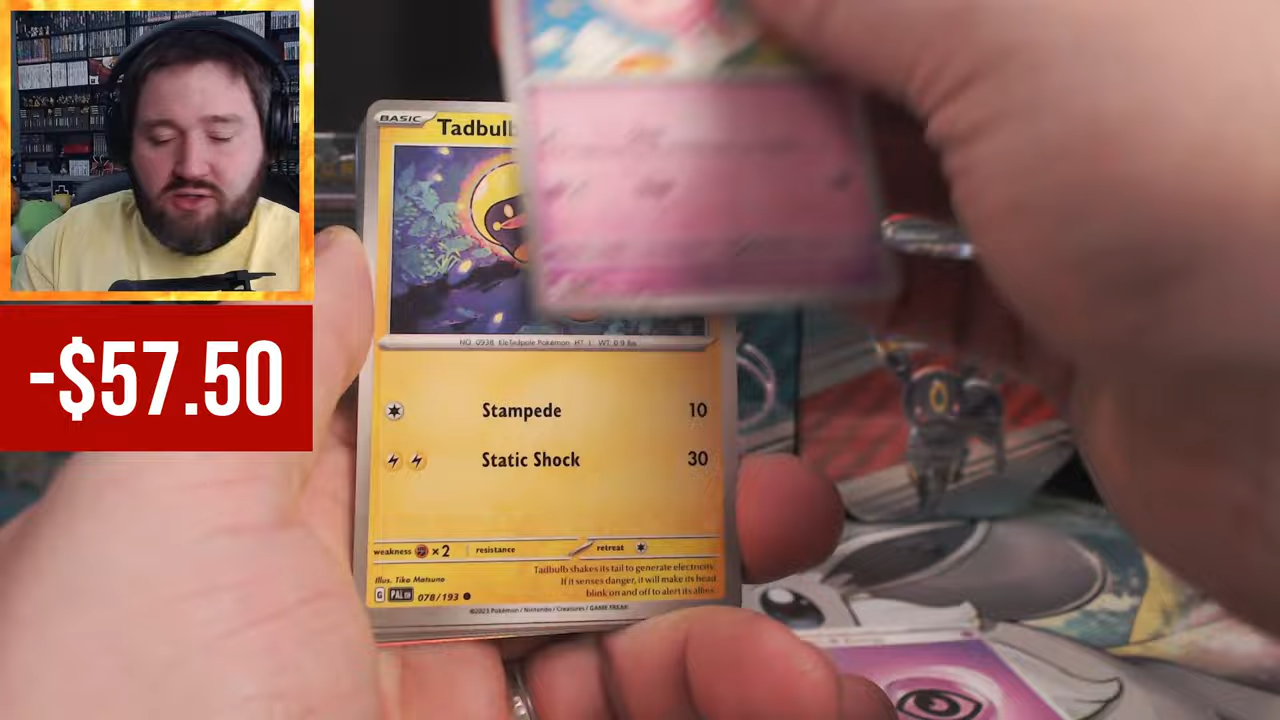 BASIC Tadbulb
NO. 0938 EleTadpole Pokémon HT: 1' WT: 0.9 lbs
Stampede 10
Static Shock 30
-$57.50
weakness ×2 resistance retreat
Tadbulb shakes its tail to generate electricity.
If it senses danger, it will make its head
blink on and off to alert its allies.
Illus. Tika Matsuno
G PAL EN 078/193
©2023 Pokémon / Nintendo / Creatures / GAME FREAK